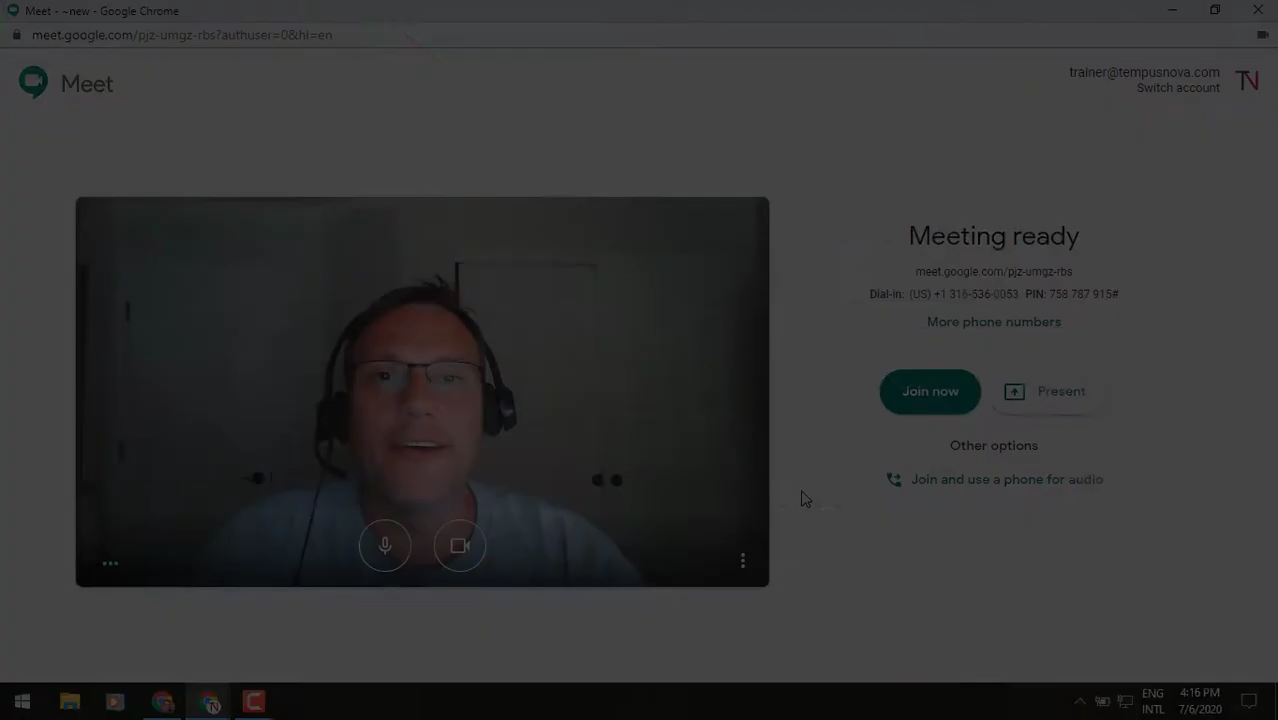 Meet - ~new - Google Chrome
meet.google.com/pjz-umgz-rbs?authuser=0&hl=en
Meet
trainer@tempusnova.com
Switch account
TN
Meeting ready
meet.google.com/pjz-umgz-rbs
Dial-in: (US) +1 316-536-0053 PIN: 758 787 915#
More phone numbers
Join now
Present
Other options
Join and use a phone for audio
ENG
INTL
4:16 PM
7/6/2020